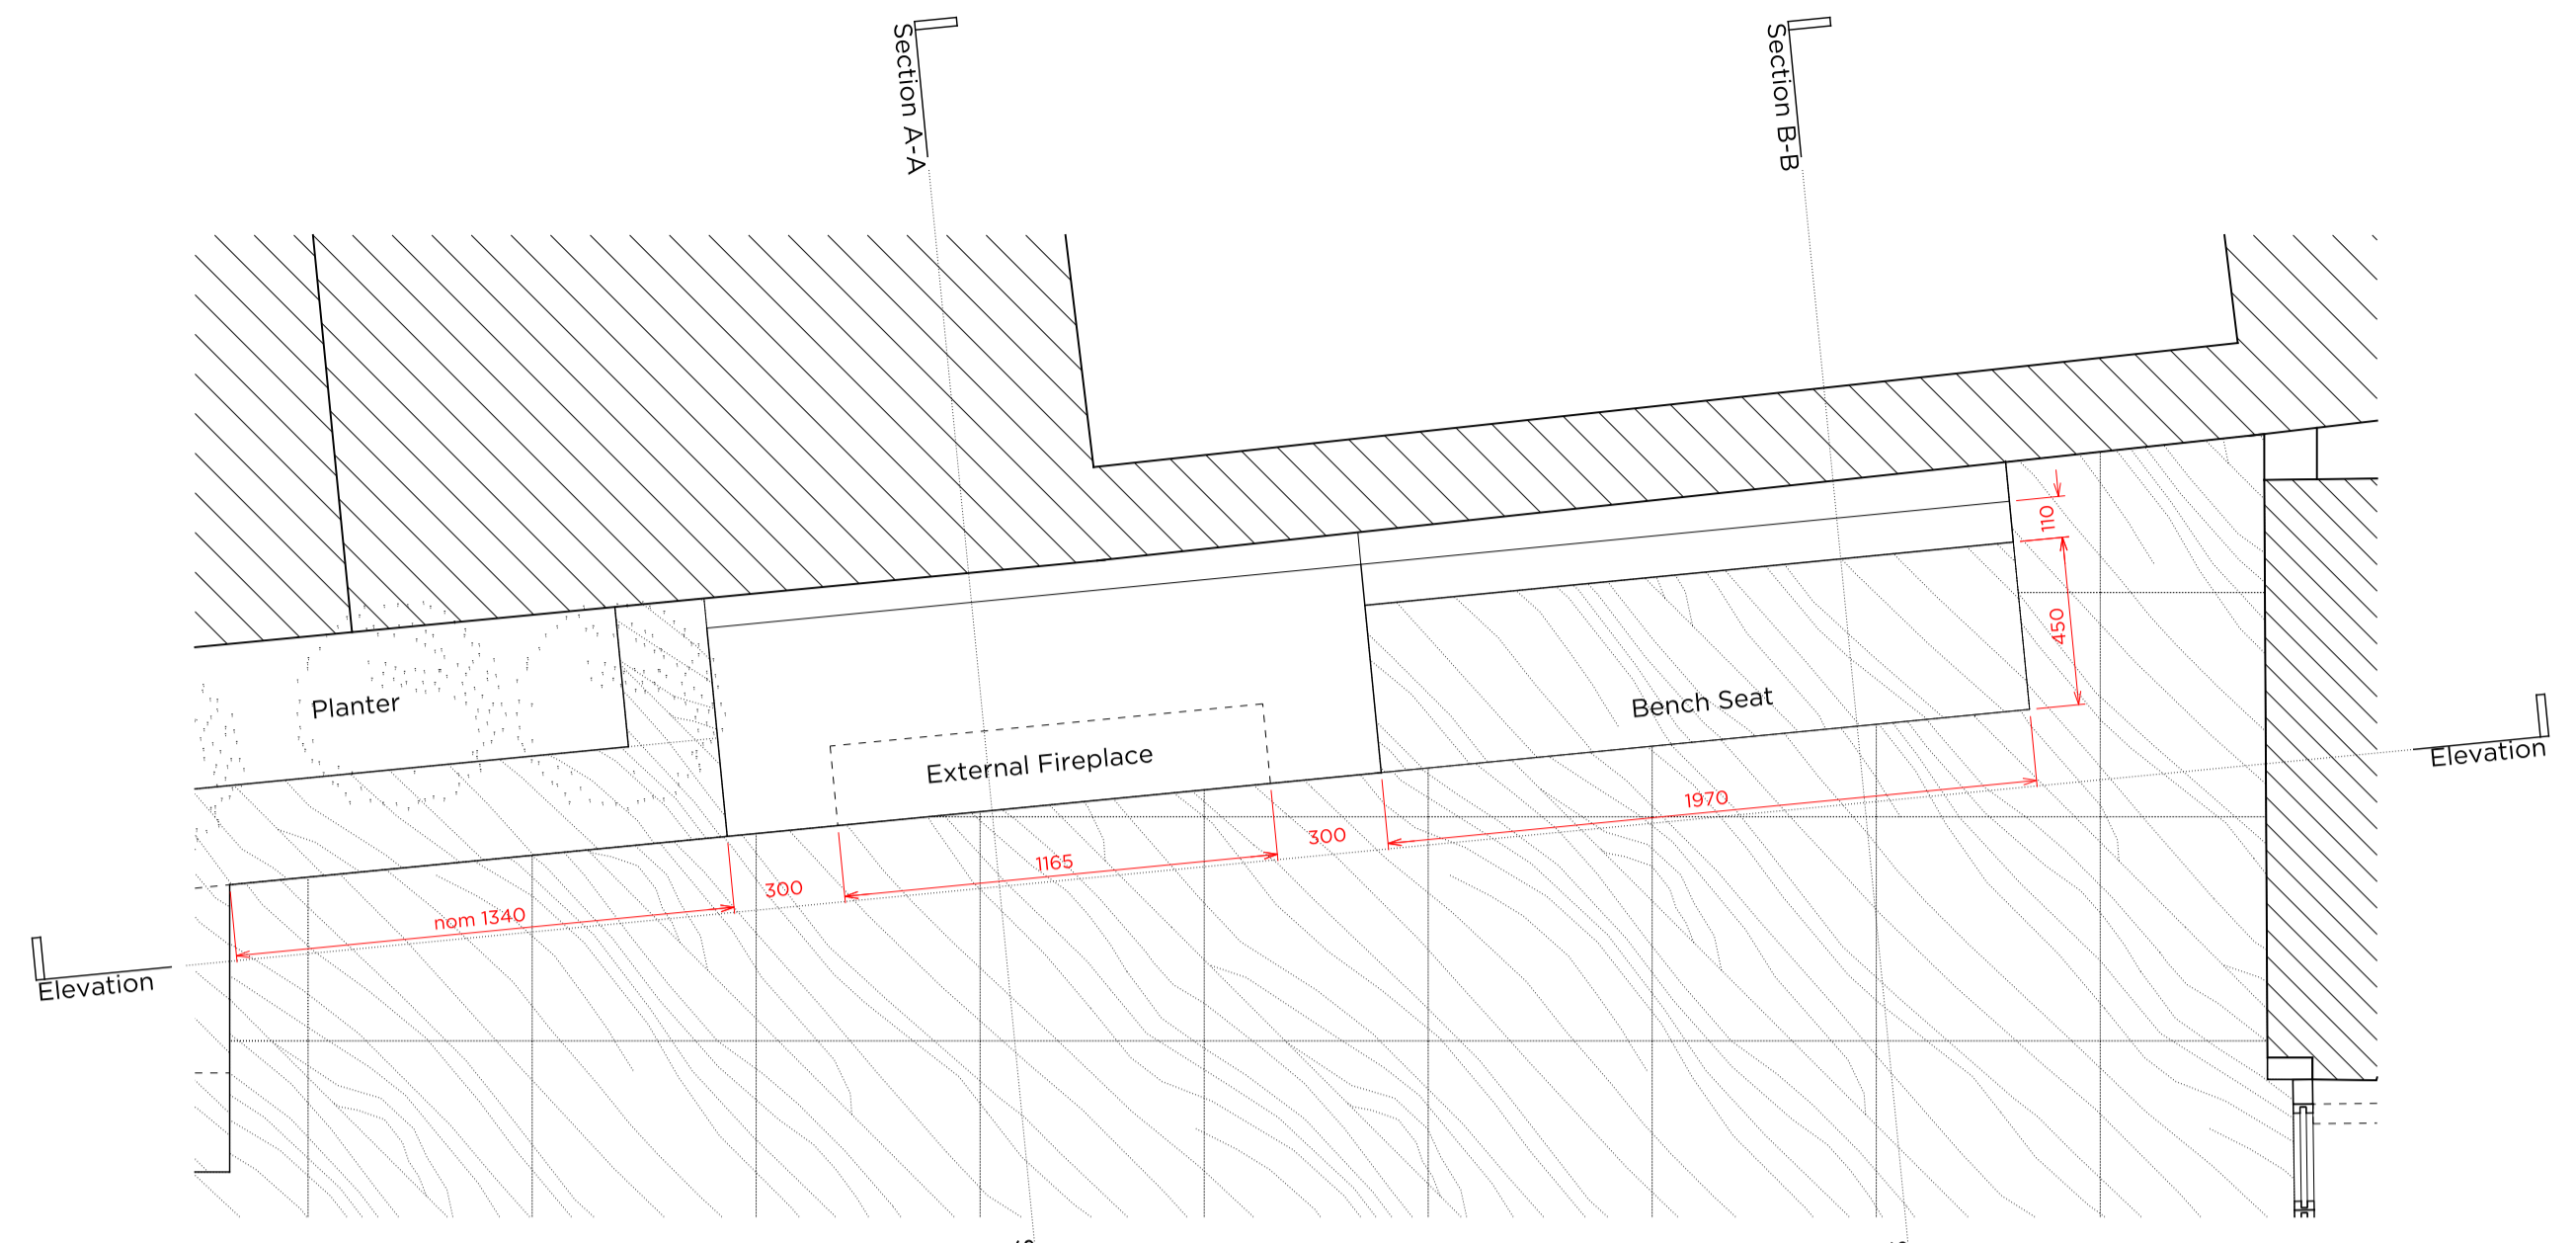 Section A-A
Section B-B
110
450
Planter
Bench Seat
External Fireplace
Elevation
1970
300
1165
300
nom 1340
Elevation